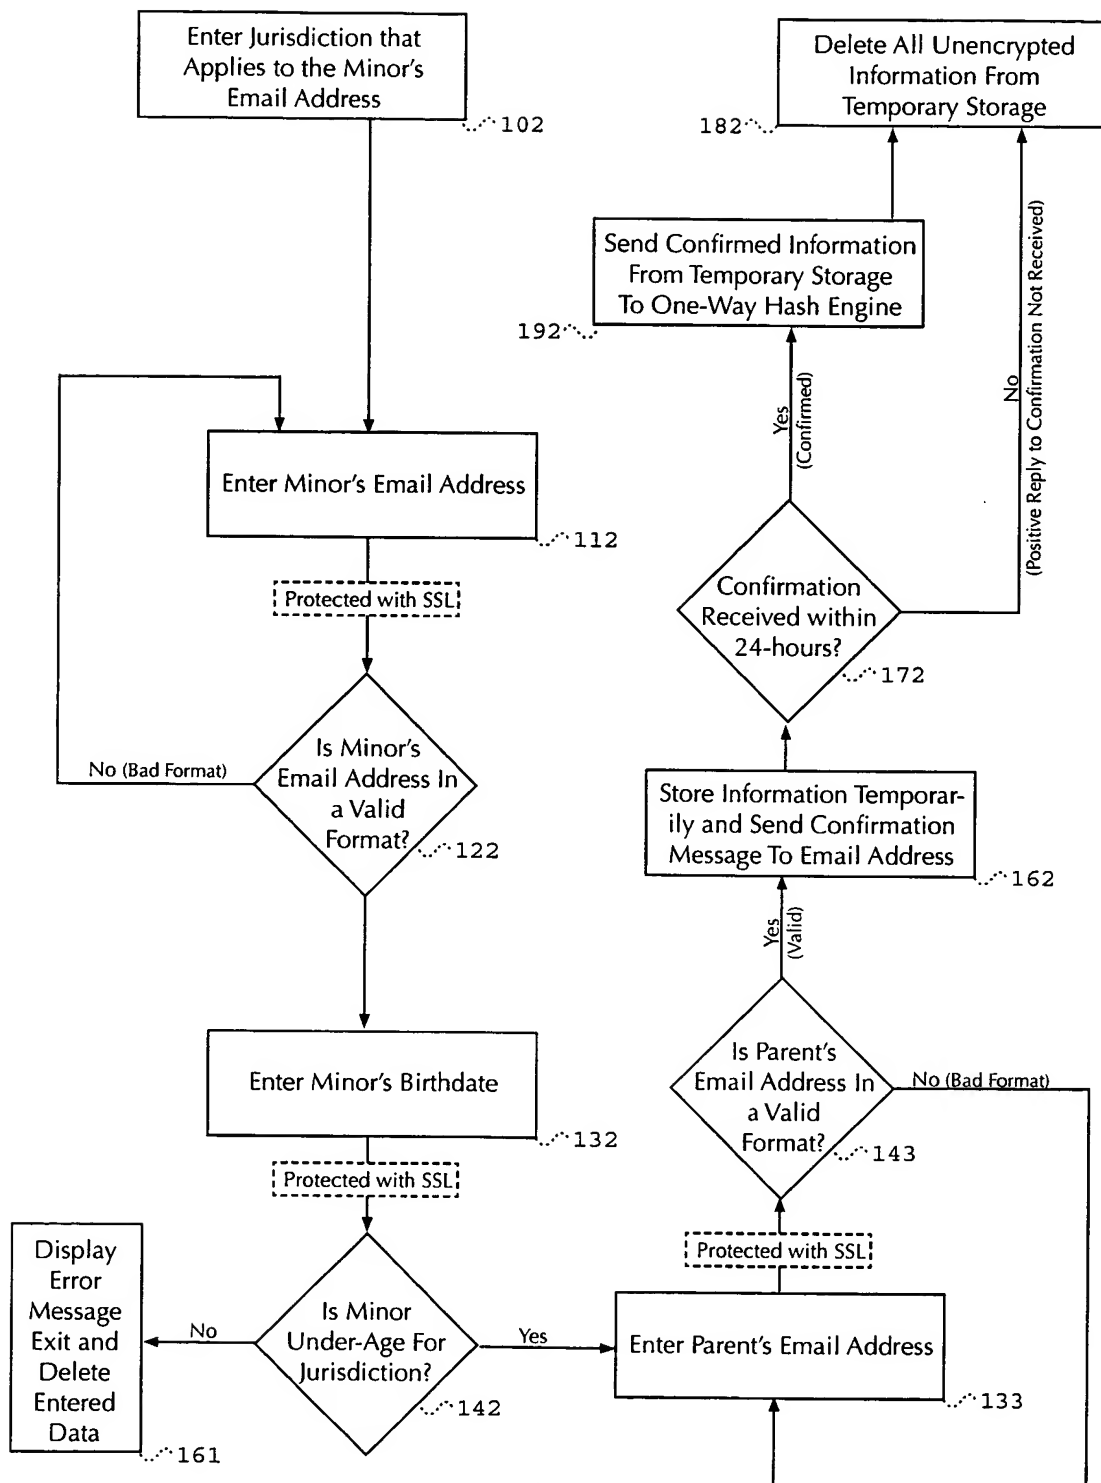 Enter Jurisdiction that
Applies to the Minor's
Email Address
102
Enter Minor's Email Address
112
Protected with SSL
Is Minor's
Email Address In
a Valid
Format?
122
No (Bad Format)
Enter Minor's Birthdate
132
Protected with SSL
Is Minor
Under-Age For
Jurisdiction?
142
No
Display
Error
Message
Exit and
Delete
Entered
Data
161
Yes
Enter Parent's Email Address
133
Protected with SSL
Is Parent's
Email Address In
a Valid
Format?
143
No (Bad Format)
Yes
(Valid)
Store Information Temporar-
ily and Send Confirmation
Message To Email Address
162
Confirmation
Received within
24-hours?
172
Yes
(Confirmed)
No
(Positive Reply to Confirmation Not Received)
Send Confirmed Information
From Temporary Storage
To One-Way Hash Engine
192
Delete All Unencrypted
Information From
Temporary Storage
182